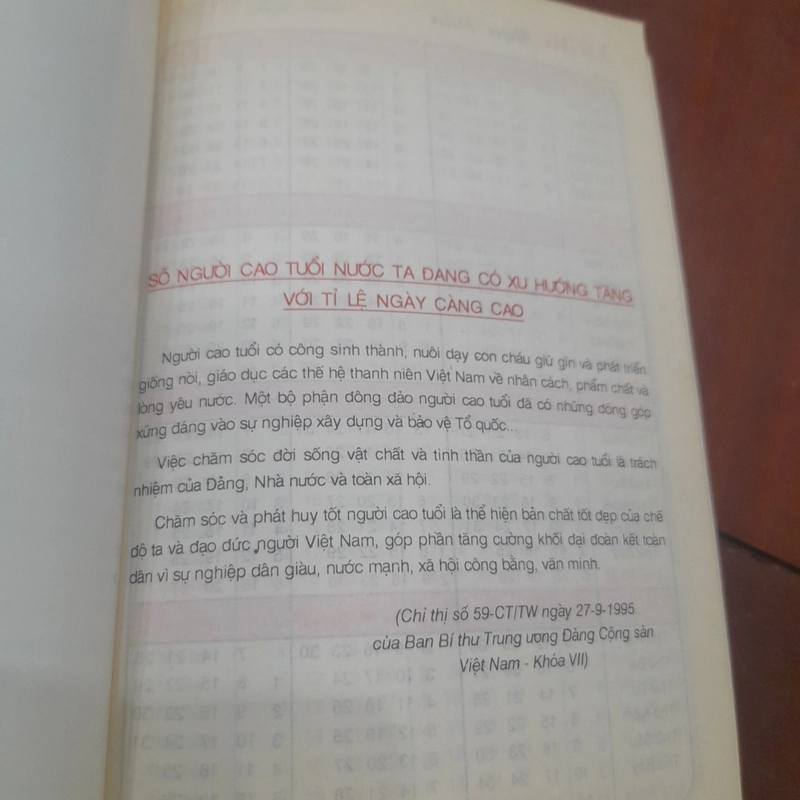 SỐ NGƯỜI CAO TUỔI NƯỚC TA ĐANG CÓ XU HƯỚNG TĂNG
VỚI TỈ LỆ NGÀY CÀNG CAO
Người cao tuổi có công sinh thành, nuôi dạy con cháu giữ gìn và phát triển
giống nòi, giáo dục các thế hệ thanh niên Việt Nam về nhân cách, phẩm chất và
lòng yêu nước. Một bộ phận đông đảo người cao tuổi đã có những đóng góp
xứng đáng vào sự nghiệp xây dựng và bảo vệ Tổ quốc...
Việc chăm sóc đời sống vật chất và tinh thần của người cao tuổi là trách
nhiệm của Đảng, Nhà nước và toàn xã hội.
Chăm sóc và phát huy tốt người cao tuổi là thể hiện bản chất tốt đẹp của chế
độ ta và đạo đức người Việt Nam, góp phần tăng cường khối đại đoàn kết toàn
dân vì sự nghiệp dân giàu, nước mạnh, xã hội công bằng, văn minh.
(Chỉ thị số 59-CT/TW ngày 27-9-1995
của Ban Bí thư Trung ương Đảng Cộng sản
Việt Nam - Khóa VII)